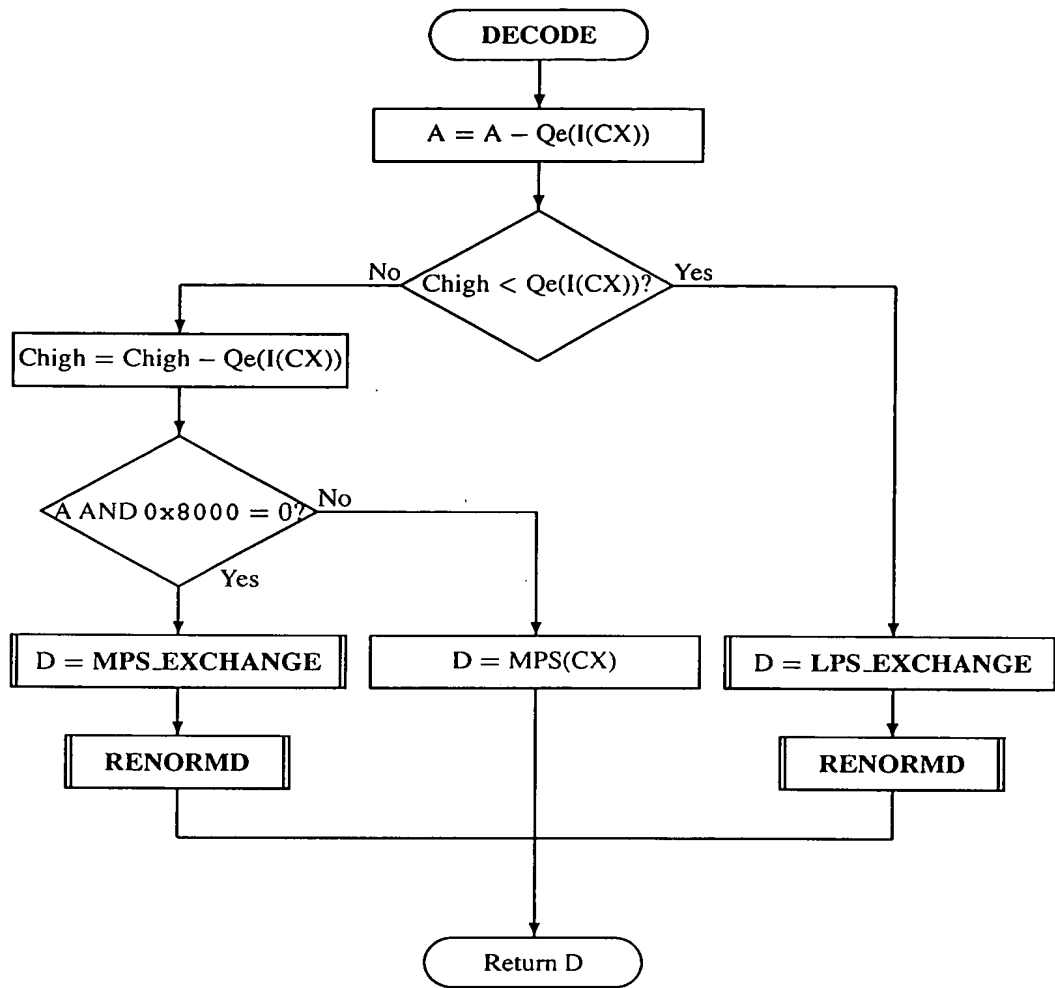 DECODE
A = A − Qe(I(CX))
Chigh < Qe(I(CX))?
No
Yes
Chigh = Chigh − Qe(I(CX))
A AND 0x8000 = 0?
No
Yes
D = MPS_EXCHANGE
D = MPS(CX)
D = LPS_EXCHANGE
RENORMD
RENORMD
Return D